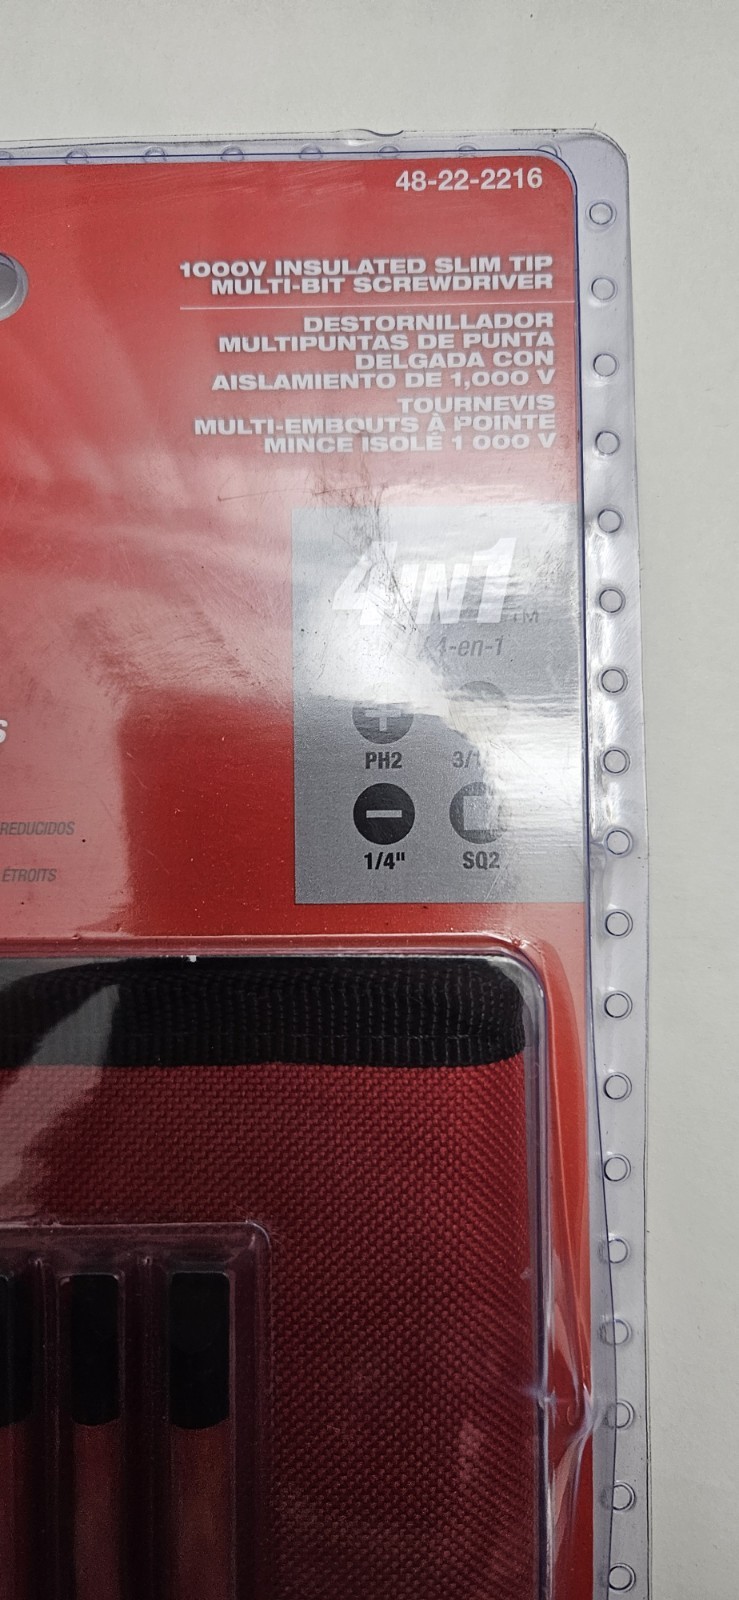 48-22-2216
1000V INSULATED SLIM TIP
MULTI-BIT SCREWDRIVER
DESTORNILLADOR
MULTIPUNTAS DE PUNTA
DELGADA CON
AISLAMIENTO DE 1,000 V
TOURNEVIS
MULTI-EMBOUTS À POINTE
MINCE ISOLÉ 1 000 V
4IN1™
4-en-1
PH2
1/4" SQ2
REDUCIDOS
ÉTROITS